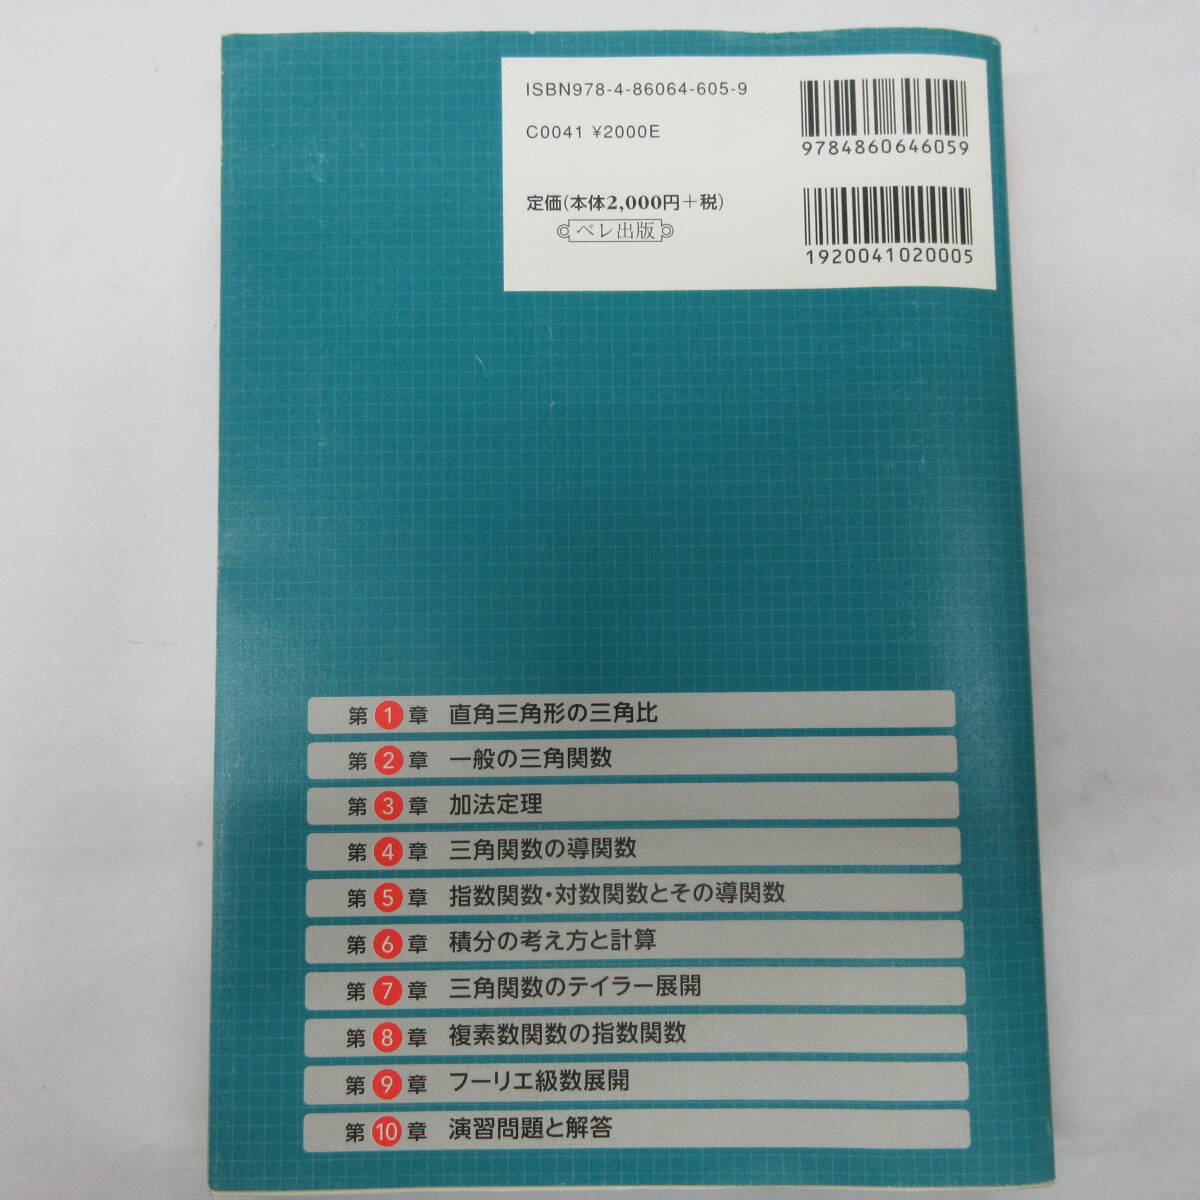 ISBN978-4-86064-605-9
C0041 ¥2000E
9784860646059
定価(本体2,000円+税)
ベレ出版
1920041020005
第1章 直角三角形の三角比
第2章 一般の三角関数
第3章 加法定理
第4章 三角関数の導関数
第5章 指数関数・対数関数とその導関数
第6章 積分の考え方と計算
第7章 三角関数のテイラー展開
第8章 複素数関数の指数関数
第9章 フーリエ級数展開
第10章 演習問題と解答